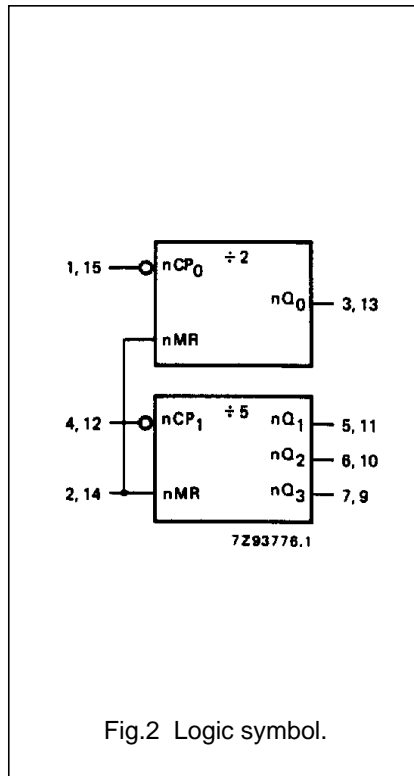 ÷2
1, 15 nCP0
nQ0 3, 13
nMR
4, 12 nCP1 ÷5 nQ1 5, 11
nQ2 6, 10
2, 14 nMR nQ3 7, 9
7Z93776.1
Fig.2 Logic symbol.